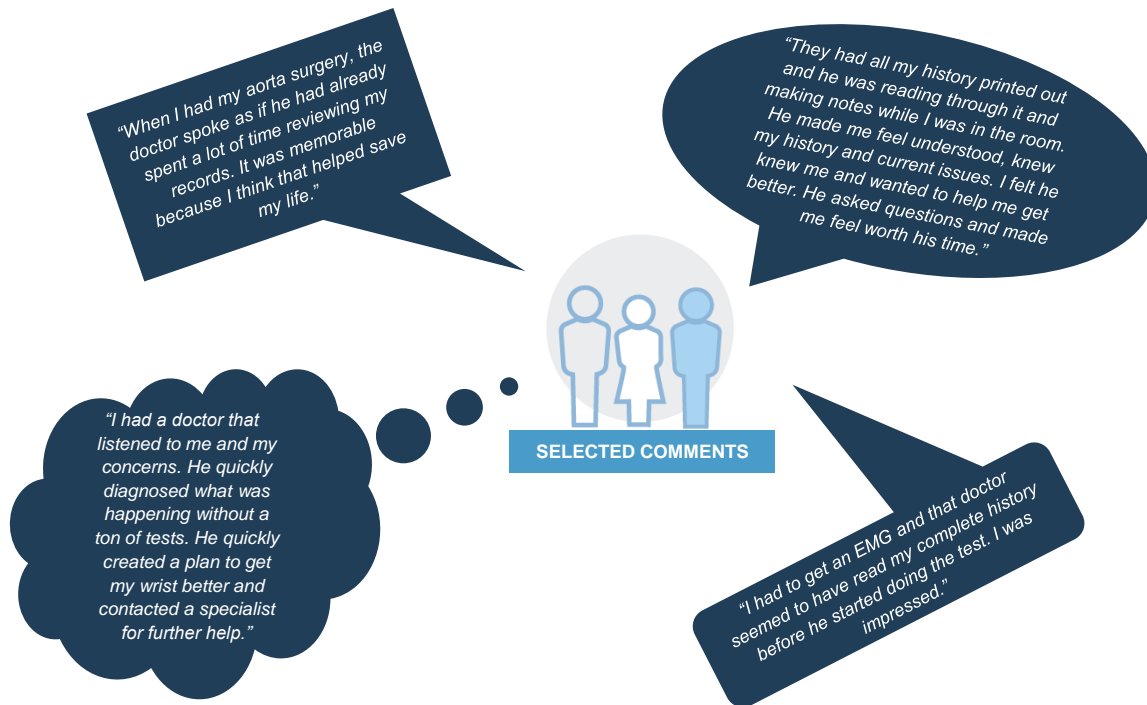 “When I had my aorta surgery, the
doctor spoke as if he had already
spent a lot of time reviewing my
records. It was memorable
because I think that helped save
my life.”
“They had all my history printed out
and he was reading through it and
making notes while I was in the room.
He made me feel understood, knew
my history and current issues. I felt he
knew me and wanted to help me get
better. He asked questions and made
me feel worth his time.”
SELECTED COMMENTS
“I had a doctor that
listened to me and my
concerns. He quickly
diagnosed what was
happening without a
ton of tests. He quickly
created a plan to get
my wrist better and
contacted a specialist
for further help.”
“I had to get an EMG and that doctor
seemed to have read my complete history
before he started doing the test. I was
impressed.”